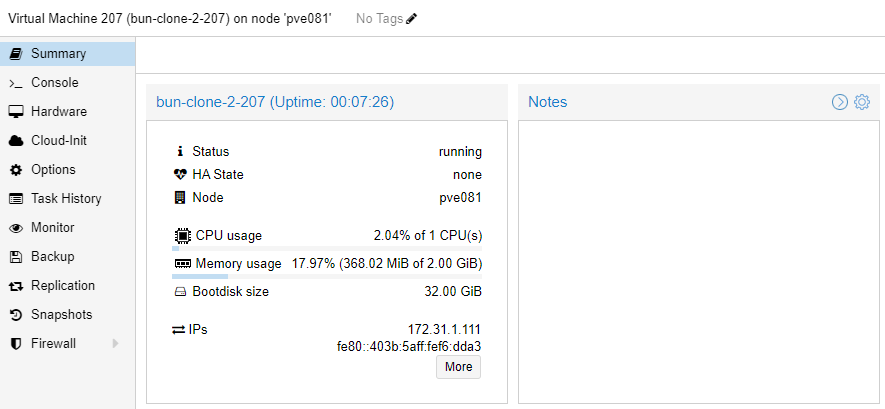 Virtual Machine 207 (bun-clone-2-207) on node 'pve081' No Tags
Summary
Console
Hardware
Cloud-Init
Options
Task History
Monitor
Backup
Replication
Snapshots
Firewall
bun-clone-2-207 (Uptime: 00:07:26)
Status running
HA State none
Node pve081
CPU usage 2.04% of 1 CPU(s)
Memory usage 17.97% (368.02 MiB of 2.00 GiB)
Bootdisk size 32.00 GiB
IPs 172.31.1.111
fe80::403b:5aff:fef6:dda3
More
Notes